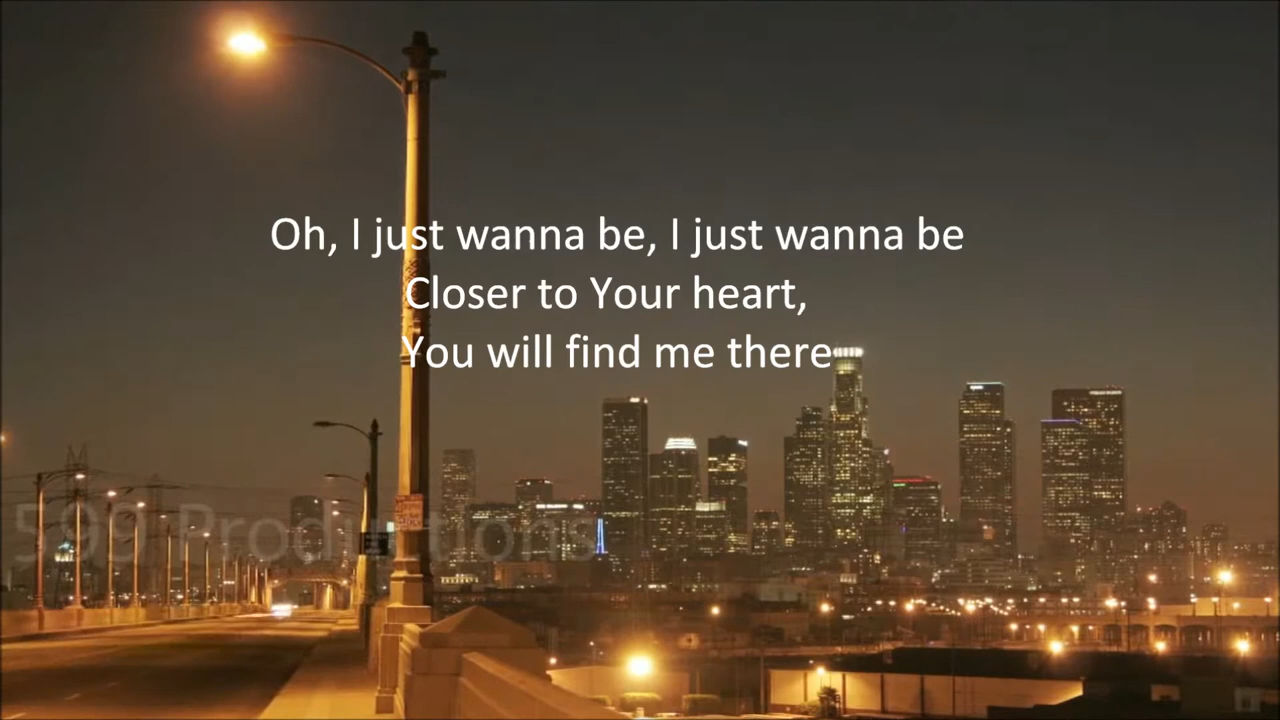 Oh, I just wanna be, I just wanna be
Closer to Your heart,
You will find me there
599 Productions